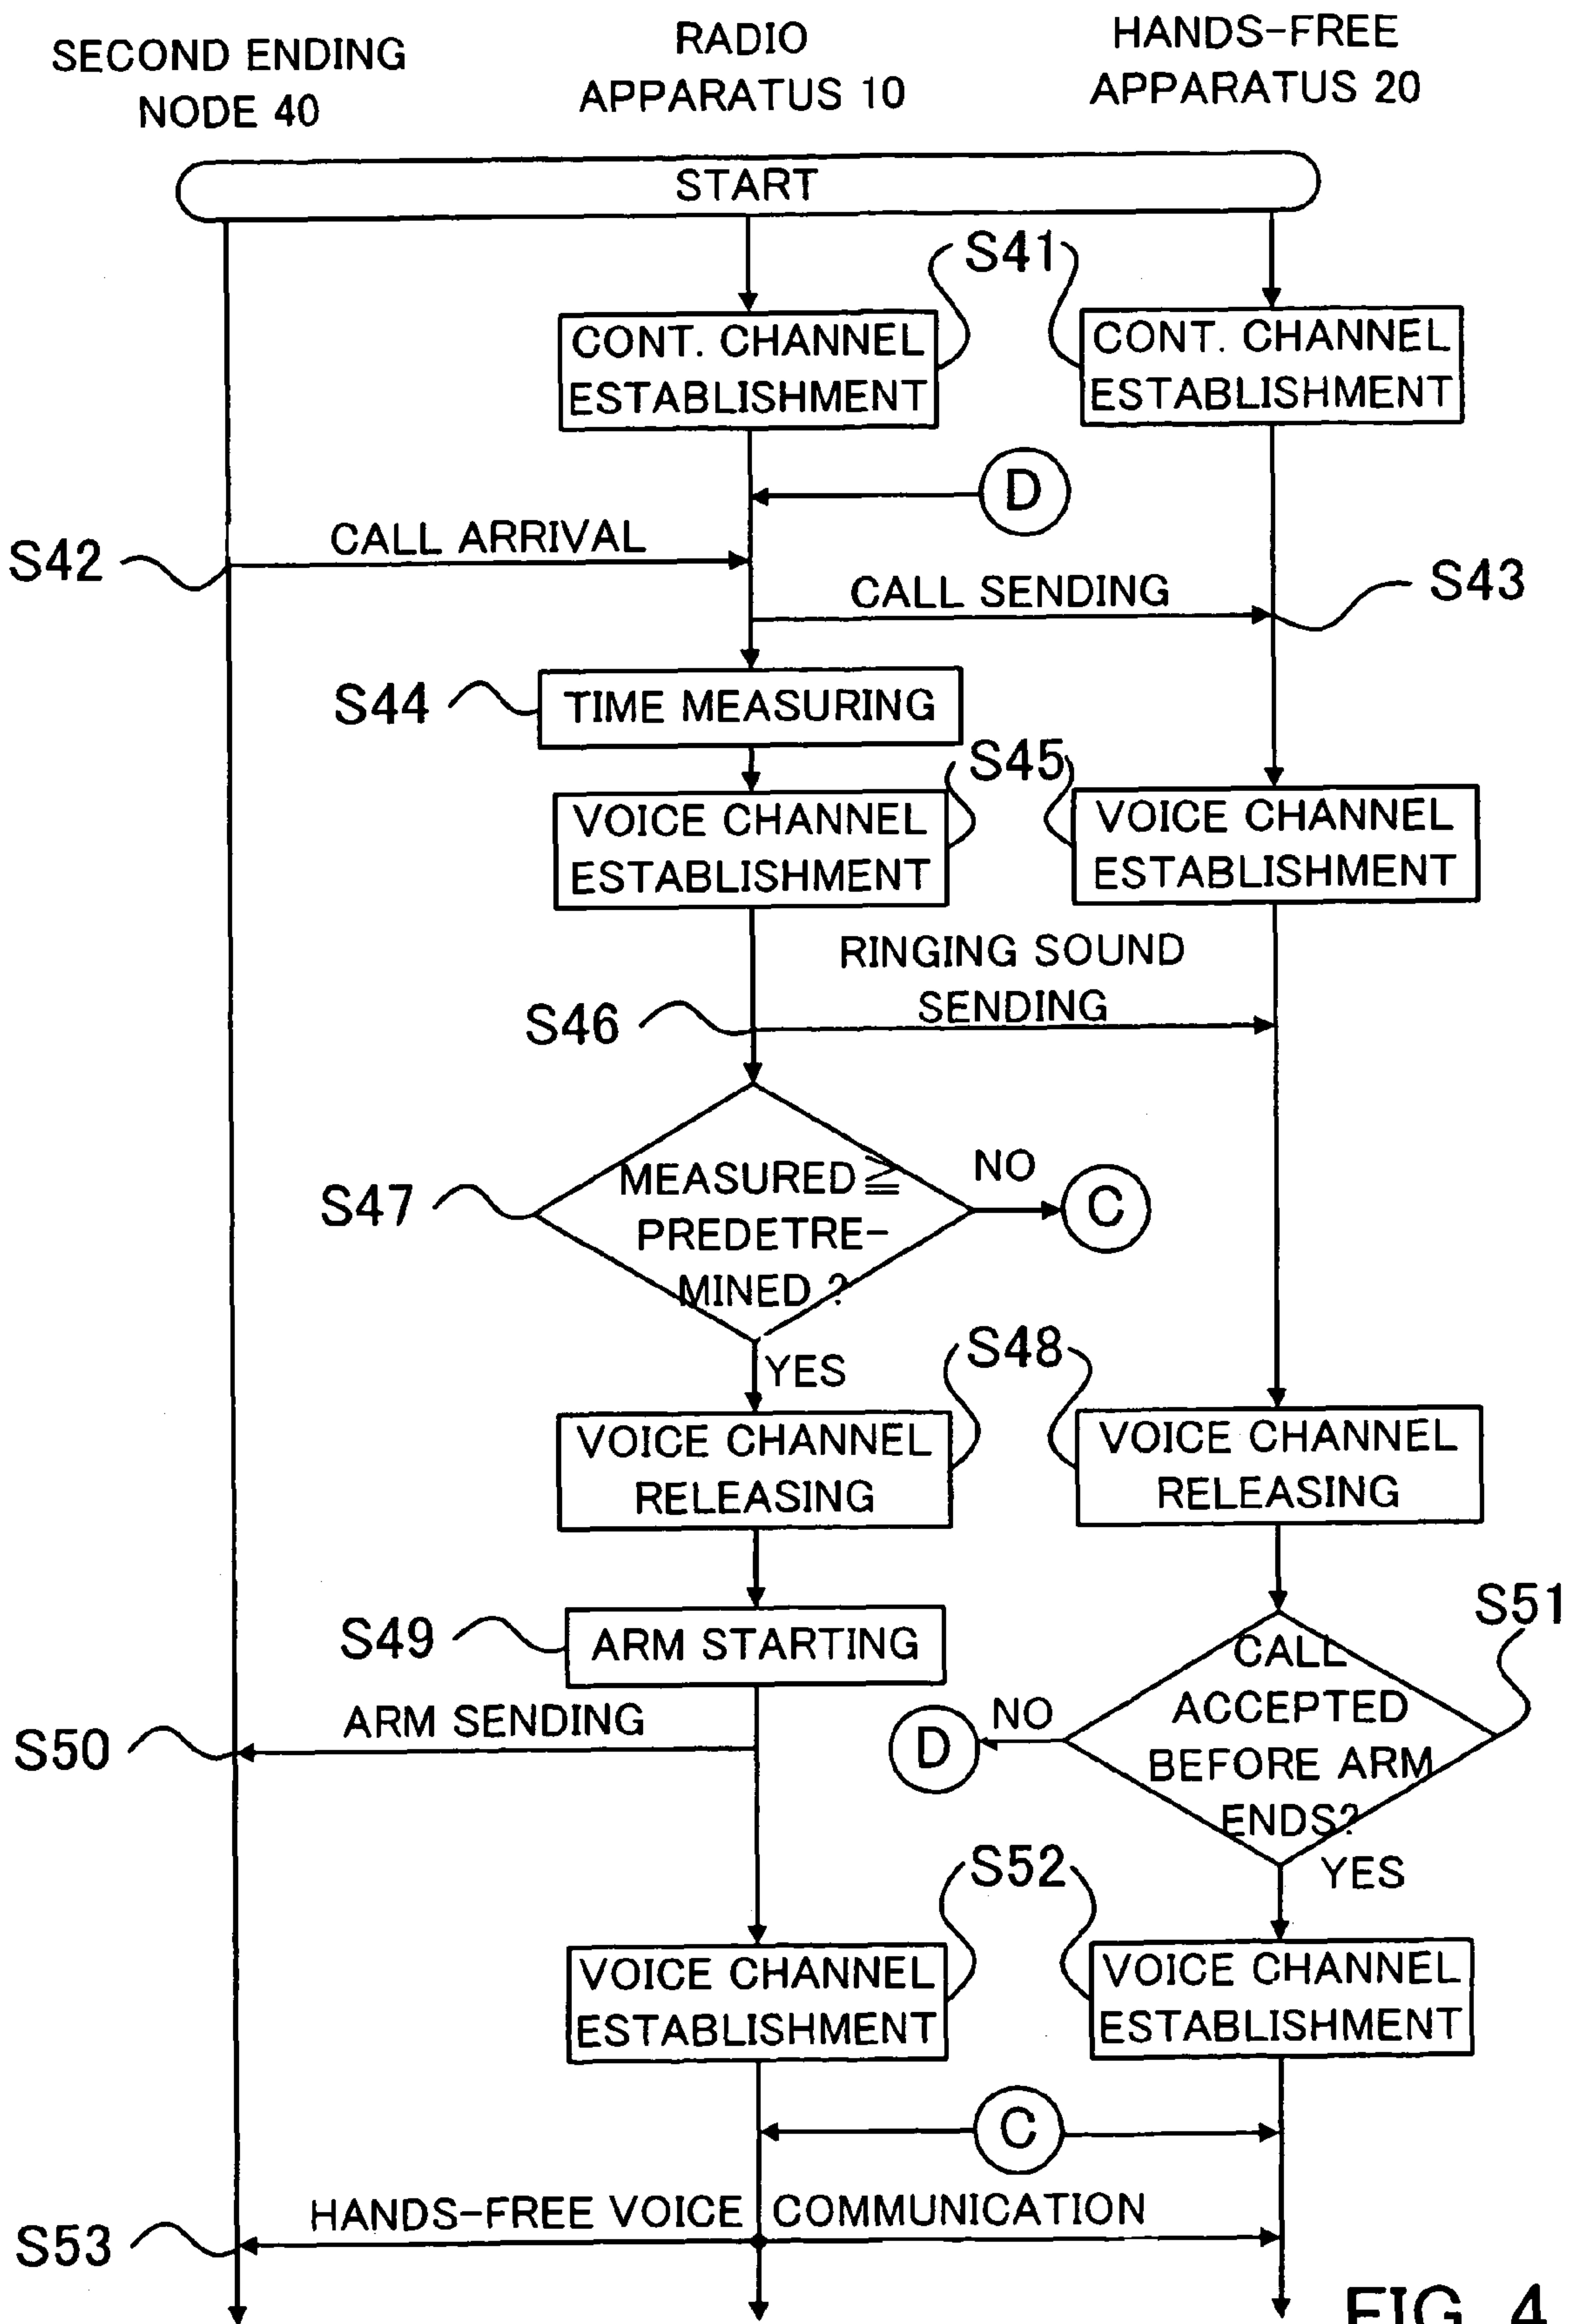 SECOND ENDING
NODE 40
RADIO
APPARATUS 10
HANDS-FREE
APPARATUS 20
START
S41
CONT. CHANNEL
ESTABLISHMENT
CONT. CHANNEL
ESTABLISHMENT
D
S42
CALL ARRIVAL
CALL SENDING
S43
S44
TIME MEASURING
S45
VOICE CHANNEL
ESTABLISHMENT
VOICE CHANNEL
ESTABLISHMENT
RINGING SOUND
SENDING
S46
S47
MEASURED ≧
PREDETRE-
MINED ?
NO
C
YES
S48
VOICE CHANNEL
RELEASING
VOICE CHANNEL
RELEASING
S49
ARM STARTING
S51
CALL
ACCEPTED
BEFORE ARM
ENDS?
NO
D
S50
ARM SENDING
YES
S52
VOICE CHANNEL
ESTABLISHMENT
VOICE CHANNEL
ESTABLISHMENT
C
S53
HANDS-FREE VOICE COMMUNICATION
FIG. 4